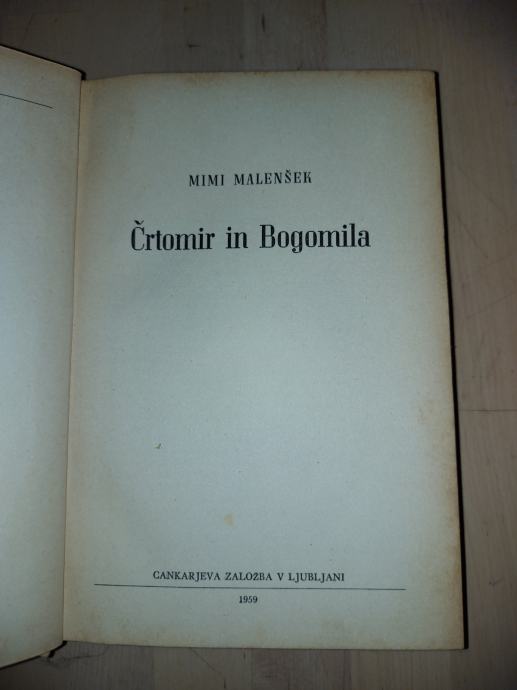 MIMI MALENŠEK
Črtomir in Bogomila
CANKARJEVA ZALOŽBA V LJUBLJANI
1959